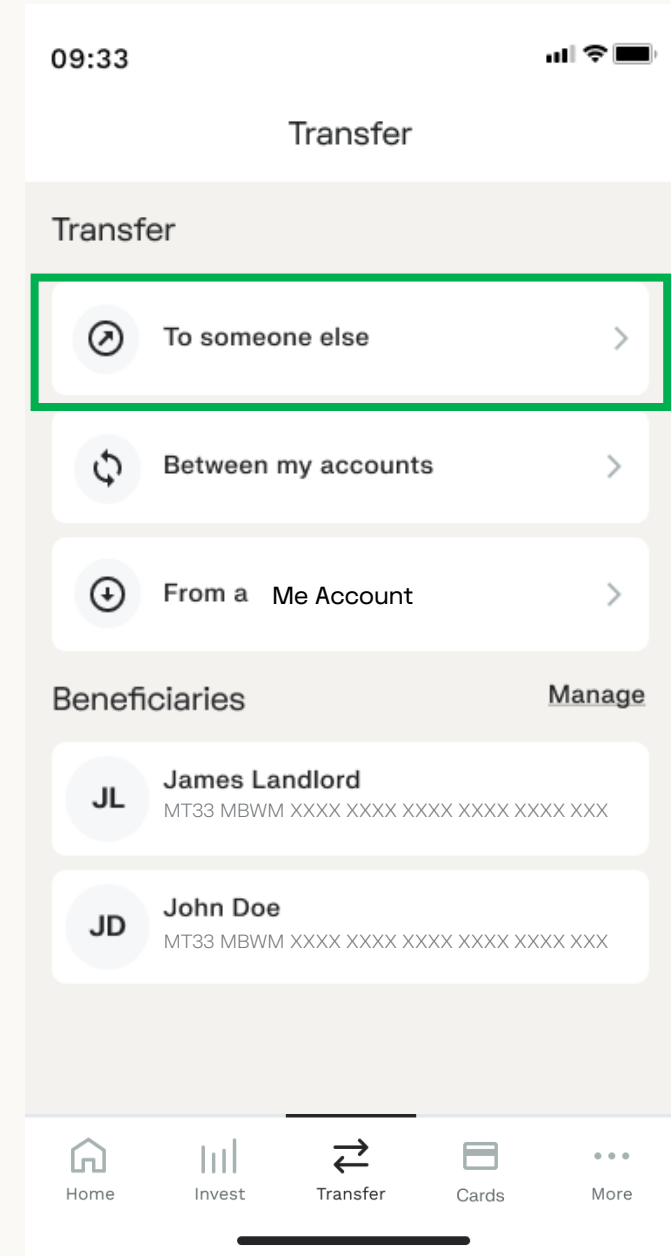 09:33
Transfer
Transfer
To someone else
Between my accounts
From a Me Account
Beneficiaries
Manage
JL
James Landlord
MT33 MBWM XXXX XXXX XXXX XXXX XXXX XXX
JD
John Doe
MT33 MBWM XXXX XXXX XXXX XXXX XXXX XXX
Home
Invest
Transfer
Cards
More